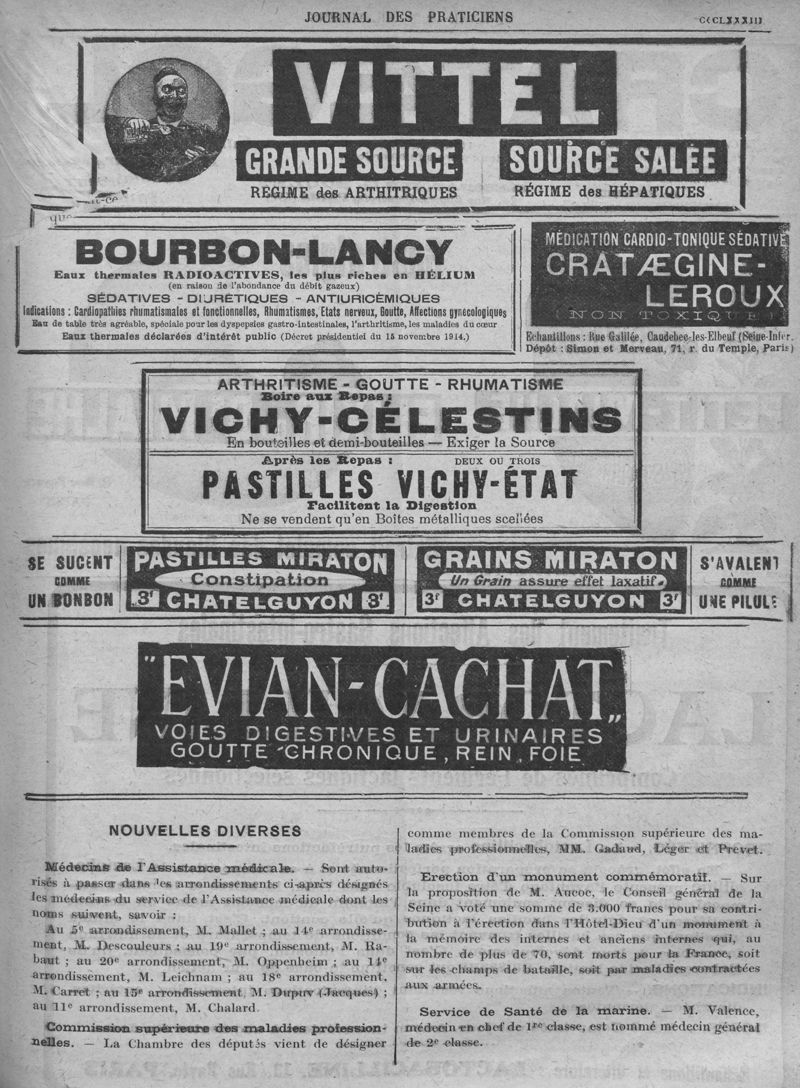 JOURNAL DES PRATICIENS
VITTEL
GRANDE SOURCE
SOURCE SALÉE
REGIME des ARTHITRIQUES
RÉGIME des HÉPATIQUES
que
BOURBON-LANCY
Eaux thermales RADIOACTIVES, les plus riches en HÉLIUM
(en raison de l'abondance du débit gazeux)
SÉDATIVES - DIURÉTIQUES - ANTIURICÉMIQUES
Indications : Cardiopathies rhumatismales et fonctionnelles, Rhumatismes, Etats nerveux, Goutte, Affections gynécologiques
Eau de table très agréable, spéciale pour les dyspepsies gastro-intestinales, l'arthritisme, les maladies du cœur
Eaux thermales déclarées d'intérêt public (Décret présidentiel du 15 novembre 1914.)
MÉDICATION CARDIO-TONIQUE SÉDATIVE
CRATÆGINE-
LEROUX
(NON TOXIQUE)
Echantillons : Rue Galilée, Caudebec-les-Elbeuf (Seine-Infer.
Dépôt : Simon et Merveau, 71, r. du Temple, Paris)
ARTHRITISME - GOUTTE - RHUMATISME
Boire aux Repas :
VICHY-CÉLESTINS
En bouteilles et demi-bouteilles — Exiger la Source
Après les Repas : DEUX OU TROIS
PASTILLES VICHY-ÉTAT
Facilitent la Digestion
Ne se vendent qu'en Boîtes métalliques scellées
SE SUCENT
COMME
UN BONBON
PASTILLES MIRATON
Constipation
3f CHATELGUYON 3f
GRAINS MIRATON
Un Grain assure effet laxatif.
3f CHATELGUYON 3f
S'AVALENT
COMME
UNE PILULE
"EVIAN-CACHAT„
VOIES DIGESTIVES ET URINAIRES
GOUTTE CHRONIQUE, REIN, FOIE
NOUVELLES DIVERSES
Médecins de l'Assistance médicale. — Sont auto-
risés à passer dans les arrondissements ci-après désignés
les médecins du service de l'Assistance médicale dont les
noms suivent, savoir :
Au 5e arrondissement, M. Mallet ; au 14e arrondisse-
ment, M. Descouleurs ; au 19e arrondissement, M. Ra-
baut ; au 20e arrondissement, M. Oppenheim ; au 14e
arrondissement, M. Leichnam ; au 18e arrondissement,
M. Carret ; au 15e arrondissement, M. Dupuy (Jacques) ;
au 11e arrondissement, M. Chalard.
Commission supérieure des maladies profession-
nelles. — La Chambre des députés vient de désigner
comme membres de la Commission supérieure des ma-
ladies professionnelles, MM. Gadaud, Léger et Prevet.
Erection d'un monument commémoratif. — Sur
la proposition de M. Aucoc, le Conseil général de la
Seine a voté une somme de 3.000 francs pour sa contri-
bution à l'érection dans l'Hôtel-Dieu d'un monument à
la mémoire des internes et anciens internes qui, au
nombre de plus de 70, sont morts pour la France, soit
sur les champs de bataille, soit par maladies contractées
aux armées.
Service de Santé de la marine. — M. Valence,
médecin en chef de 1re classe, est nommé médecin général
de 2e classe.